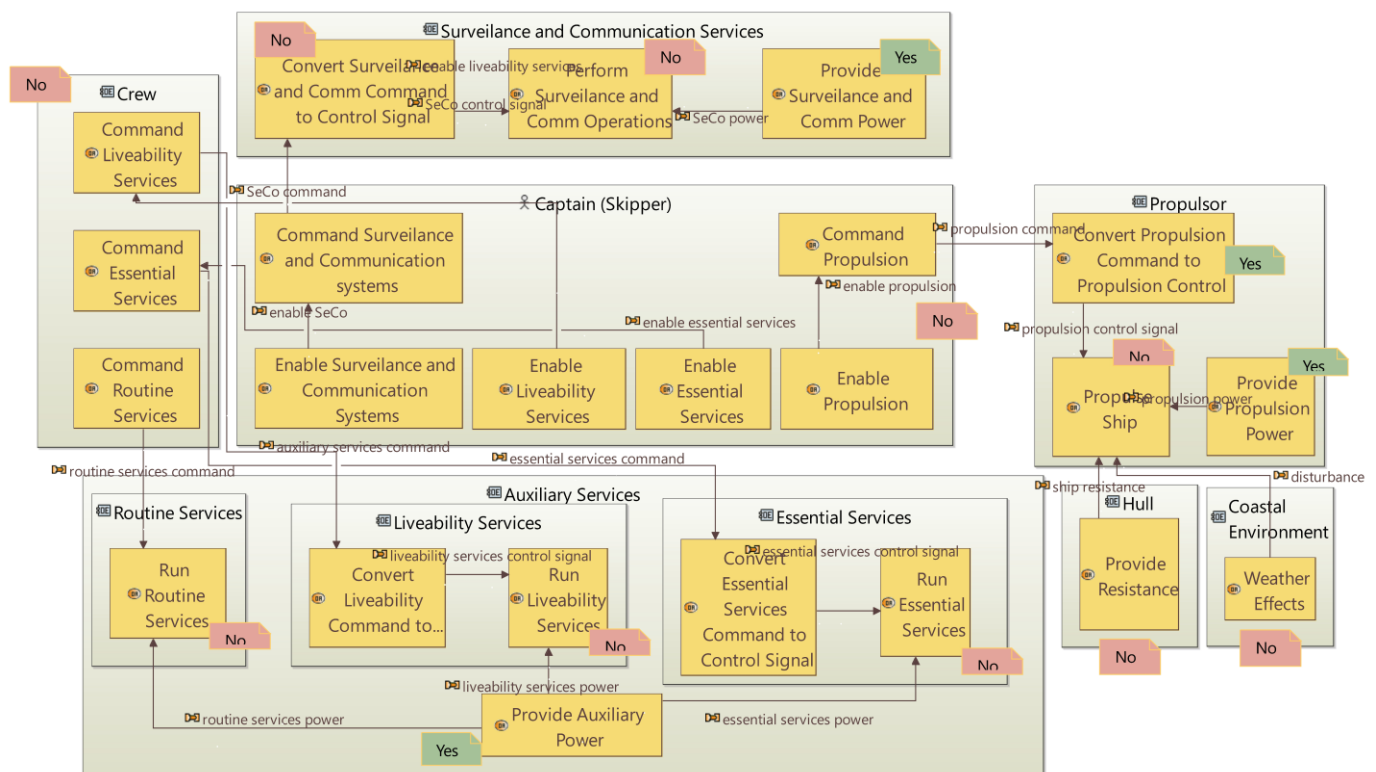 Surveilance and Communication Services
No
Convert Surveilance
and Comm Command
to Control Signal
enable liveability services
SeCo control signal
Perform
Surveilance and
Comm Operations
No
SeCo power
Provide
Surveilance and
Comm Power
Yes
No
Crew
Command
Liveability
Services
Command
Essential
Services
Command
Routine
Services
SeCo command
Captain (Skipper)
Command Surveilance
and Communication
systems
Command
Propulsion
enable SeCo
enable essential services
enable propulsion
No
Enable Surveilance and
Communication
Systems
Enable
Liveability
Services
Enable
Essential
Services
Enable
Propulsion
propulsion command
Propulsor
Convert Propulsion
Command to
Propulsion Control
Yes
propulsion control signal
No
Propulse
Ship
propulsion power
Yes
Provide
Propulsion
Power
auxiliary services command
essential services command
routine services command
ship resistance
disturbance
Auxiliary Services
Routine Services
Run
Routine
Services
No
Liveability Services
liveability services control signal
Convert
Liveability
Command to...
Run
Liveability
Services
No
Essential Services
essential services control signal
Convert
Essential
Services
Command to
Control Signal
Run
Essential
Services
No
liveability services power
routine services power
essential services power
Provide Auxiliary
Power
Yes
Hull
Provide
Resistance
No
Coastal
Environment
Weather
Effects
No